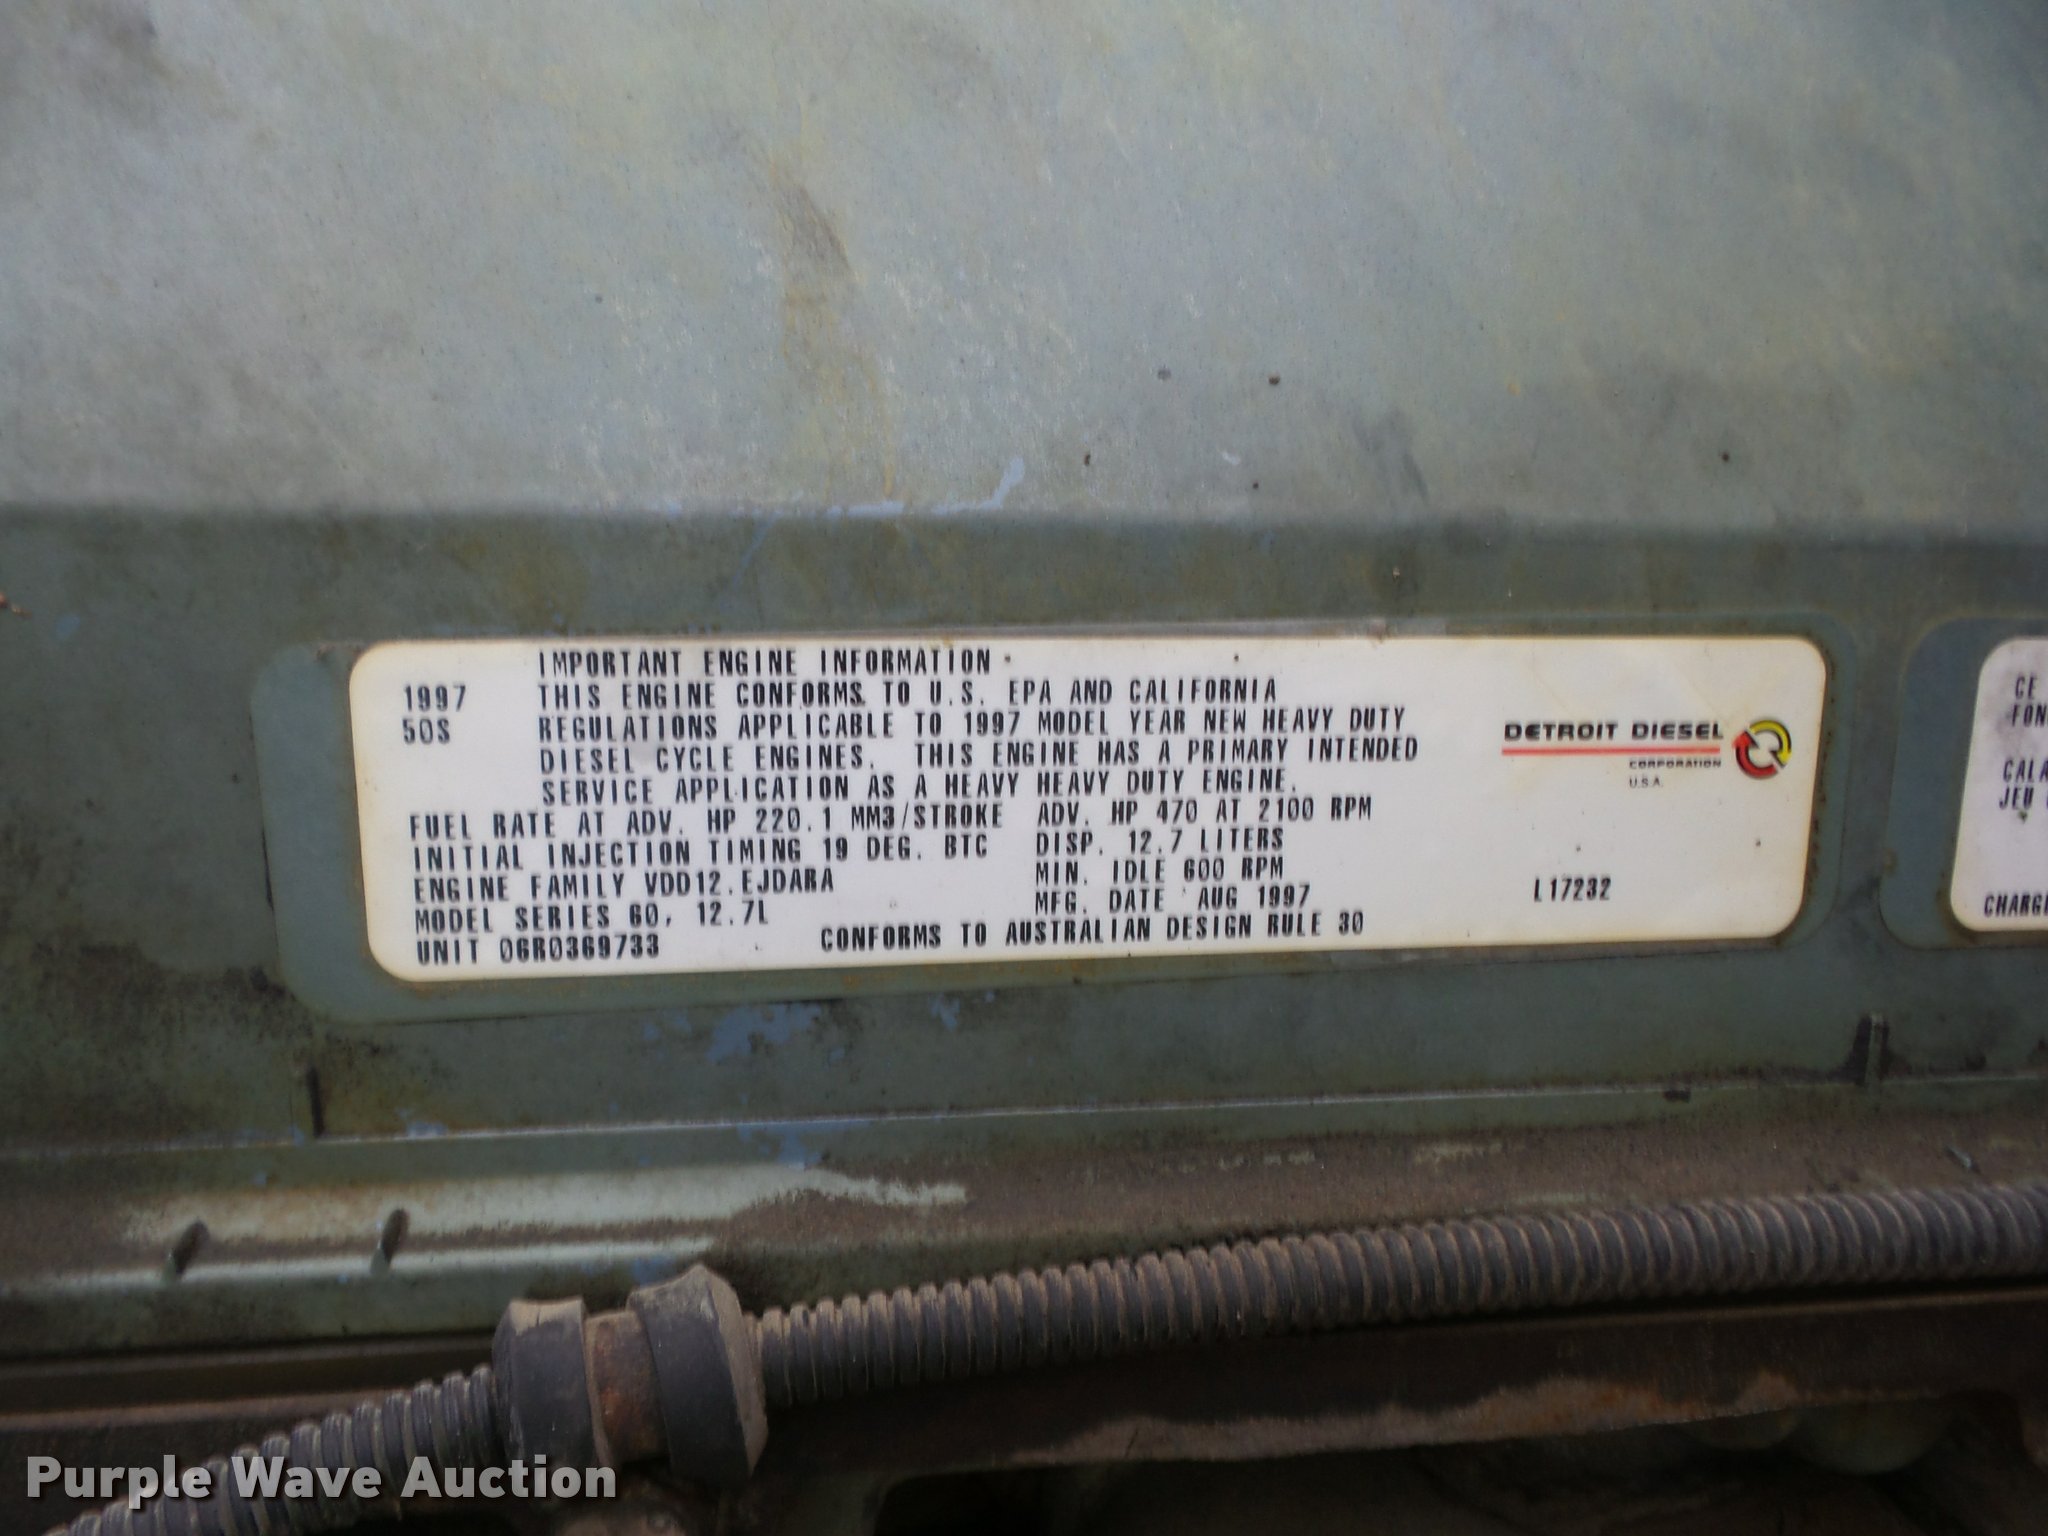 IMPORTANT ENGINE INFORMATION
1997 THIS ENGINE CONFORMS TO U.S. EPA AND CALIFORNIA
50S REGULATIONS APPLICABLE TO 1997 MODEL YEAR NEW HEAVY DUTY
DIESEL CYCLE ENGINES. THIS ENGINE HAS A PRIMARY INTENDED
SERVICE APPLICATION AS A HEAVY HEAVY DUTY ENGINE.
FUEL RATE AT ADV. HP 220.1 MM3/STROKE ADV. HP 470 AT 2100 RPM
INITIAL INJECTION TIMING 19 DEG. BTC DISP. 12.7 LITERS
ENGINE FAMILY VDD12.EJDARA MIN. IDLE 600 RPM
MODEL SERIES 60, 12.7L MFG. DATE AUG 1997
UNIT 06R0369733 CONFORMS TO AUSTRALIAN DESIGN RULE 30
DETROIT DIESEL
CORPORATION
U.S.A.
L17232
CE
FON
CALA
JEU
CHARGE
Purple Wave Auction